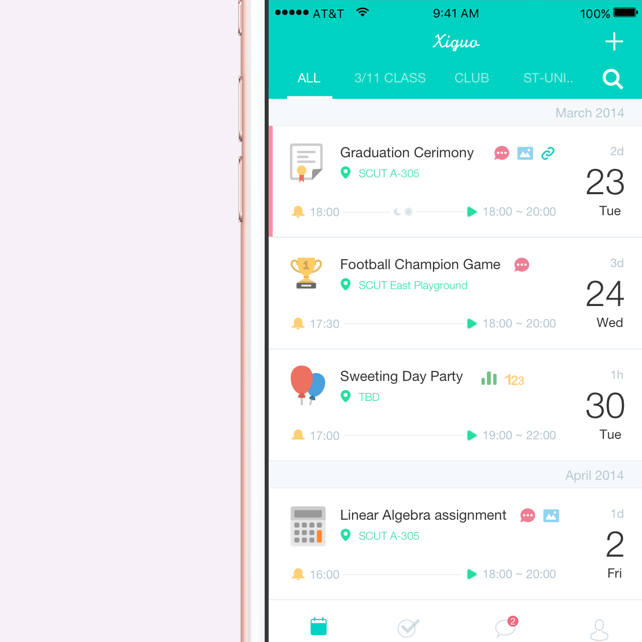 AT&T 9:41 AM 100%
Xiguo
ALL 3/11 CLASS CLUB ST-UNI..
March 2014
Graduation Cerimony 2d
SCUT A-305 23
18:00 18:00 ~ 20:00 Tue
1
Football Champion Game 3d
SCUT East Playground 24
17:30 18:00 ~ 20:00 Wed
Sweeting Day Party 123 1h
TBD 30
17:00 19:00 ~ 22:00 Tue
April 2014
Linear Algebra assignment 1d
SCUT A-305 2
16:00 18:00 ~ 20:00 Fri
2